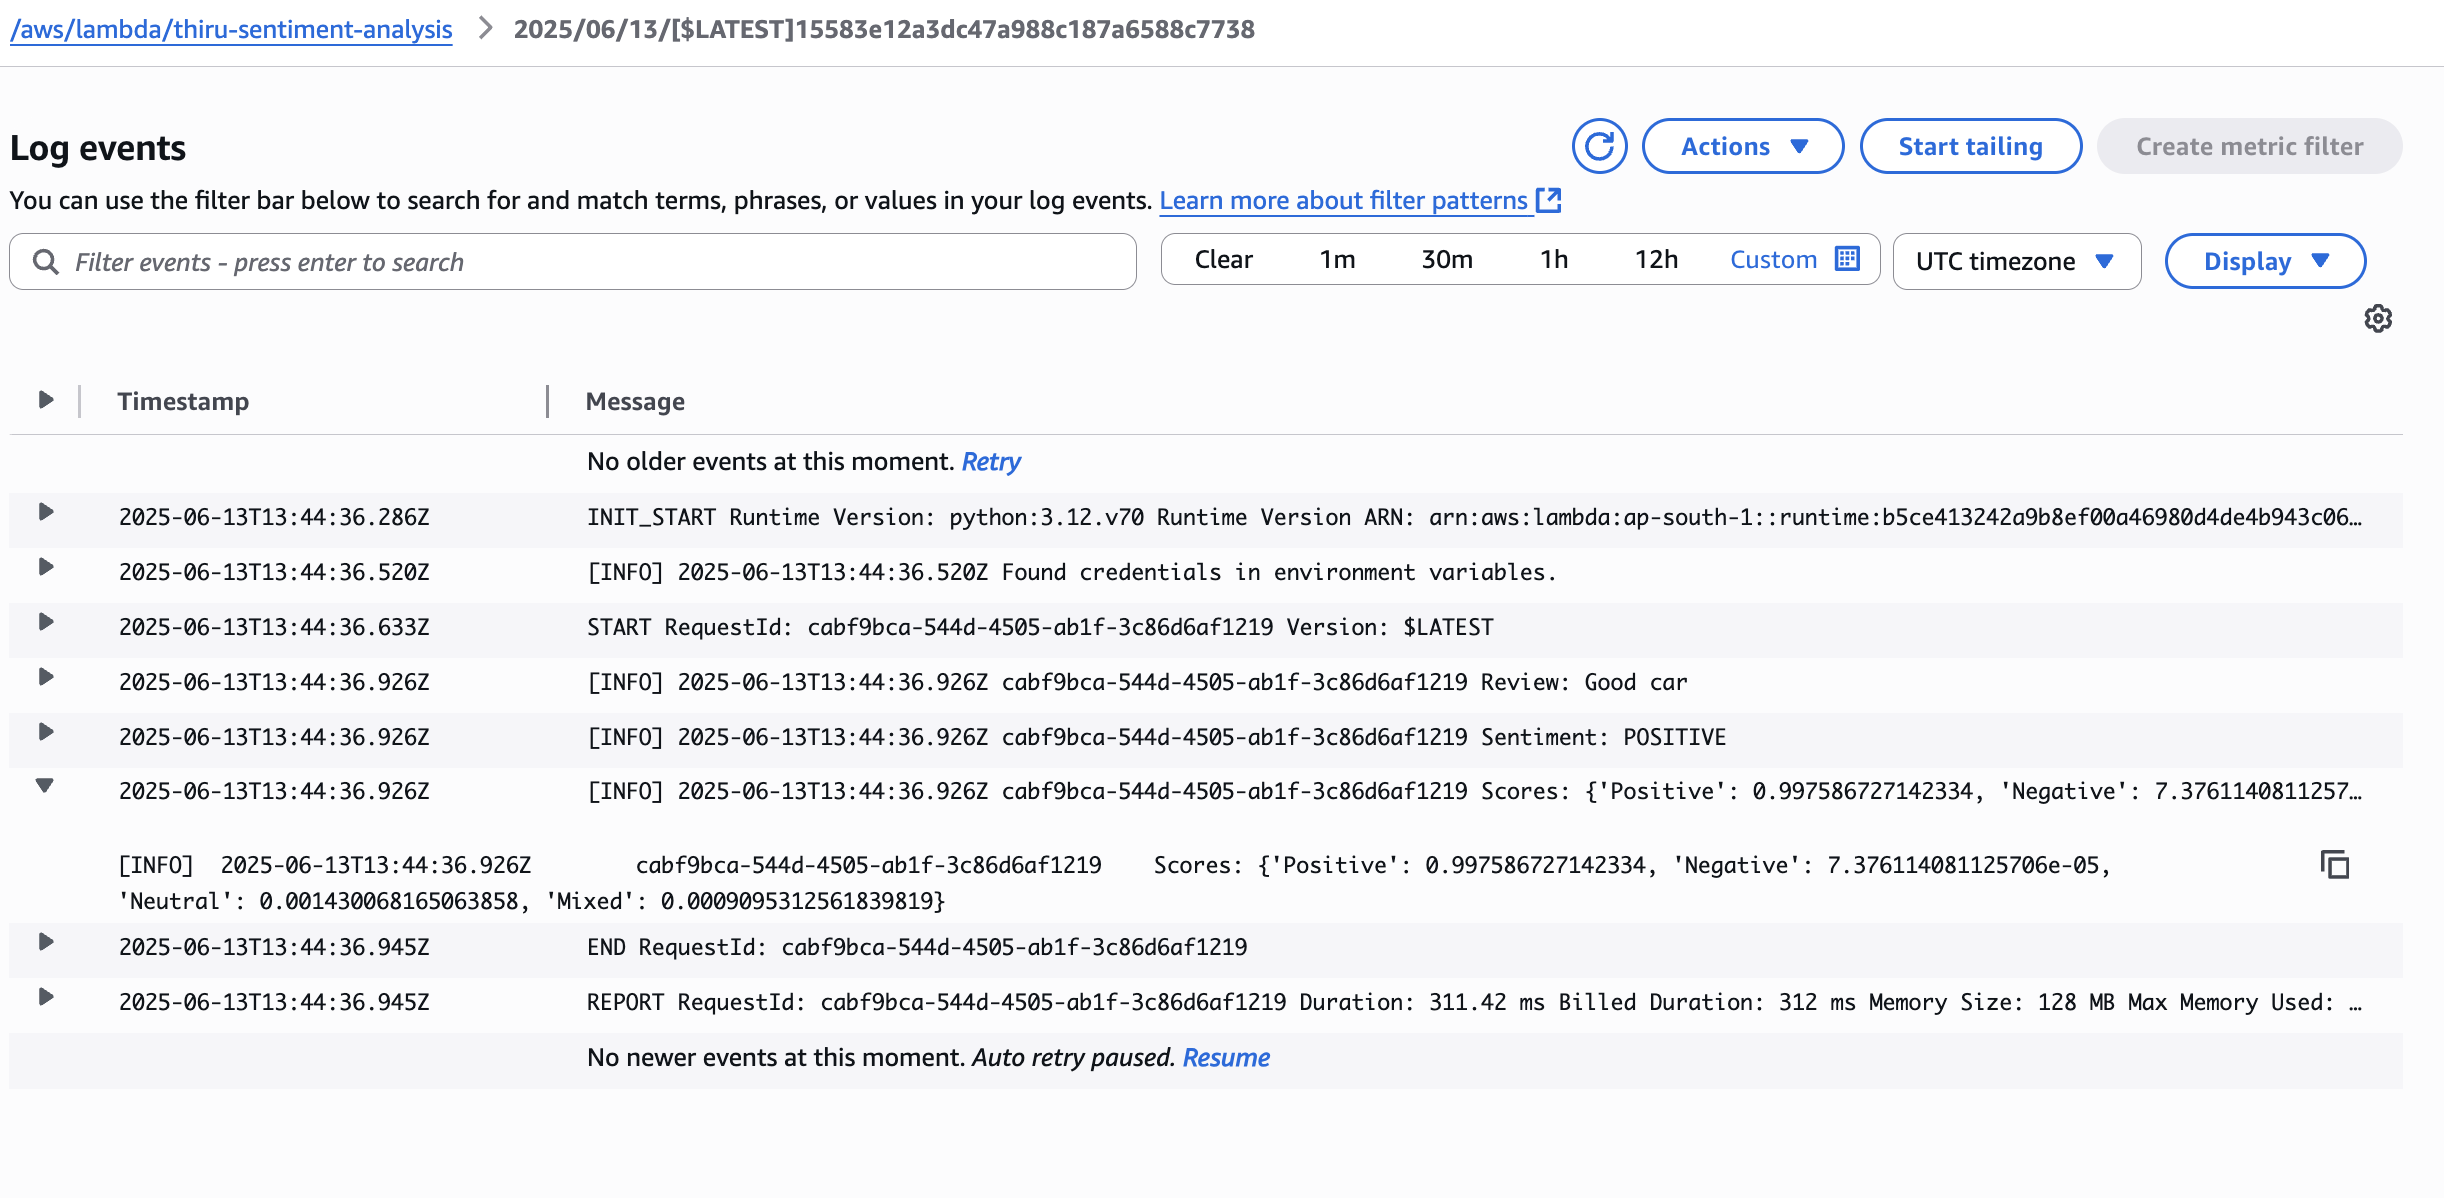 /aws/lambda/thiru-sentiment-analysis > 2025/06/13/[$LATEST]15583e12a3dc47a988c187a6588c7738
Log events
Actions
Start tailing
Create metric filter
You can use the filter bar below to search for and match terms, phrases, or values in your log events. Learn more about filter patterns
Filter events - press enter to search
Clear 1m 30m 1h 12h Custom
UTC timezone
Display
Timestamp Message
No older events at this moment. Retry
2025-06-13T13:44:36.286Z INIT_START Runtime Version: python:3.12.v70 Runtime Version ARN: arn:aws:lambda:ap-south-1::runtime:b5ce413242a9b8ef00a46980d4de4b943c06…
2025-06-13T13:44:36.520Z [INFO] 2025-06-13T13:44:36.520Z Found credentials in environment variables.
2025-06-13T13:44:36.633Z START RequestId: cabf9bca-544d-4505-ab1f-3c86d6af1219 Version: $LATEST
2025-06-13T13:44:36.926Z [INFO] 2025-06-13T13:44:36.926Z cabf9bca-544d-4505-ab1f-3c86d6af1219 Review: Good car
2025-06-13T13:44:36.926Z [INFO] 2025-06-13T13:44:36.926Z cabf9bca-544d-4505-ab1f-3c86d6af1219 Sentiment: POSITIVE
2025-06-13T13:44:36.926Z [INFO] 2025-06-13T13:44:36.926Z cabf9bca-544d-4505-ab1f-3c86d6af1219 Scores: {'Positive': 0.997586727142334, 'Negative': 7.3761140811257…
[INFO] 2025-06-13T13:44:36.926Z cabf9bca-544d-4505-ab1f-3c86d6af1219 Scores: {'Positive': 0.997586727142334, 'Negative': 7.376114081125706e-05,
'Neutral': 0.001430068165063858, 'Mixed': 0.0009095312561839819}
2025-06-13T13:44:36.945Z END RequestId: cabf9bca-544d-4505-ab1f-3c86d6af1219
2025-06-13T13:44:36.945Z REPORT RequestId: cabf9bca-544d-4505-ab1f-3c86d6af1219 Duration: 311.42 ms Billed Duration: 312 ms Memory Size: 128 MB Max Memory Used: …
No newer events at this moment. Auto retry paused. Resume